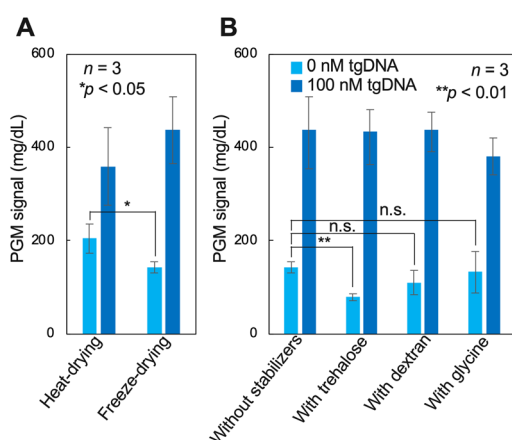 A
PGM signal (mg/dL)
600
400
200
0
n = 3
*p < 0.05
*
Heat-drying
Freeze-drying
B
PGM signal (mg/dL)
600
400
200
0
0 nM tgDNA
100 nM tgDNA
n = 3
**p < 0.01
n.s.
n.s.
**
Without stabilizers
With trehalose
With dextran
With glycine